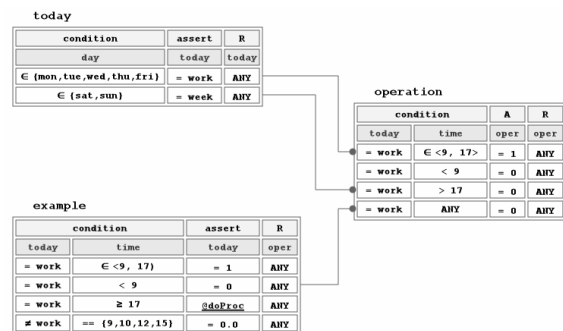 today
condition assert R
day today today
∈ {mon,tue,wed,thu,fri} = work ANY
∈ {sat,sun} = week ANY
operation
condition A R
today time oper oper
= work ∈ <9, 17> = 1 ANY
= work < 9 = 0 ANY
= work > 17 = 0 ANY
= work ANY = 0 ANY
example
condition assert R
today time today oper
= work ∈ <9, 17) = 1 ANY
= work < 9 = 0 ANY
= work ≥ 17 @doProc ANY
≠ work == {9,10,12,15} = 0.0 ANY